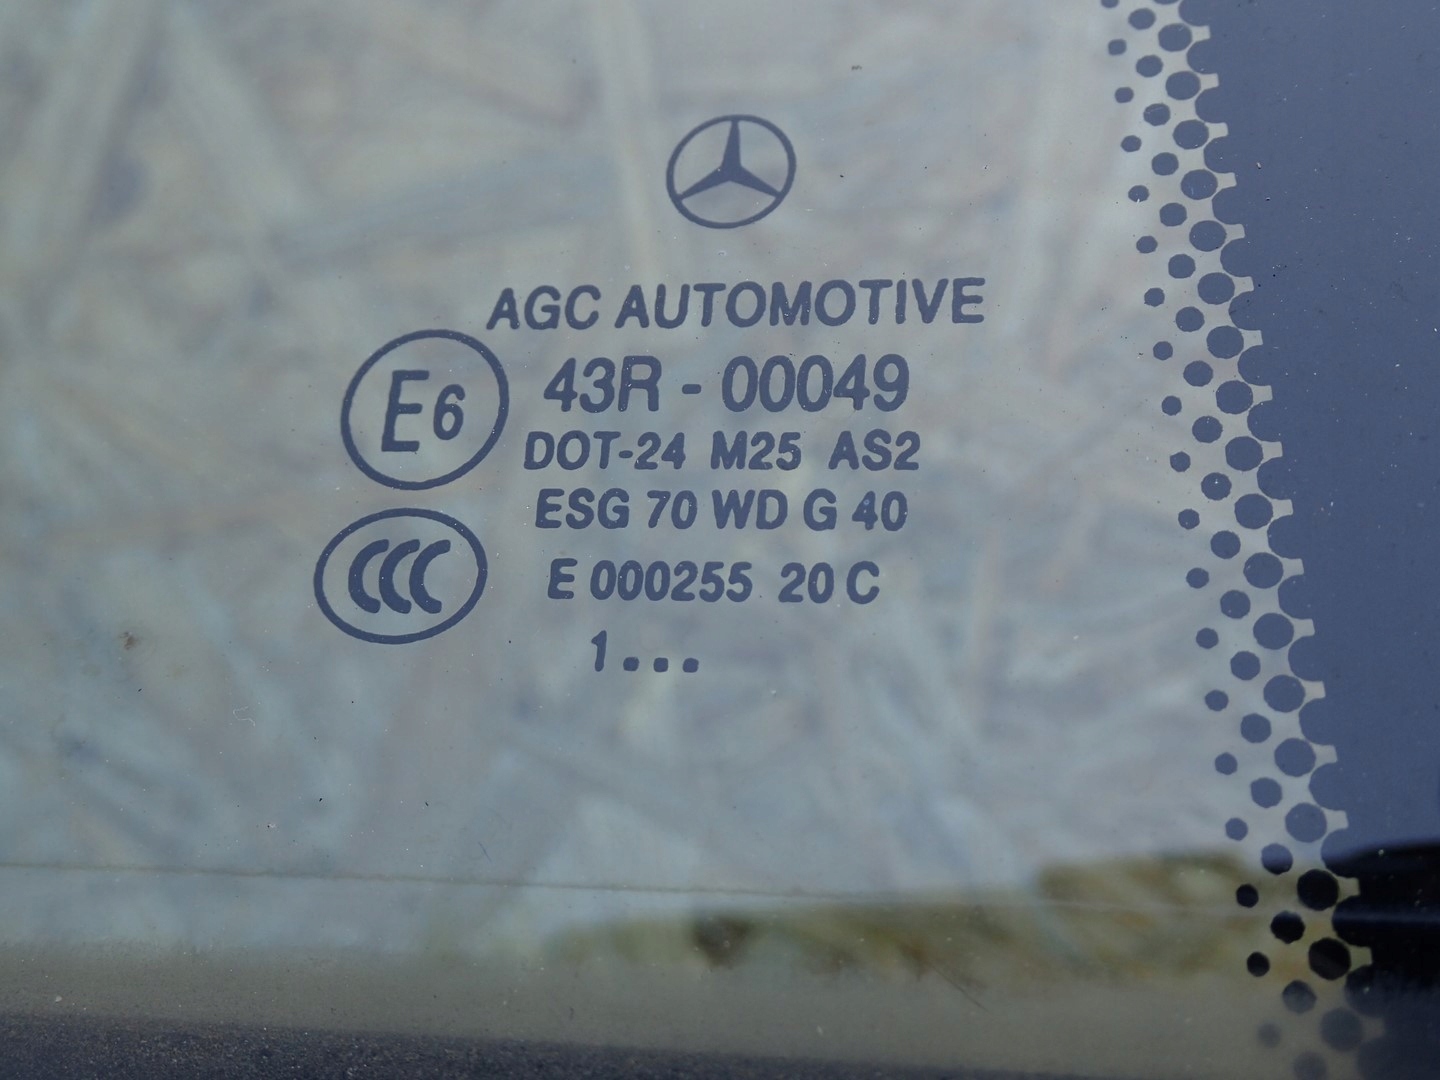 AGC AUTOMOTIVE
E6
43R - 00049
DOT-24 M25 AS2
ESG 70 WD G 40
CCC
E 000255 20 C
1...